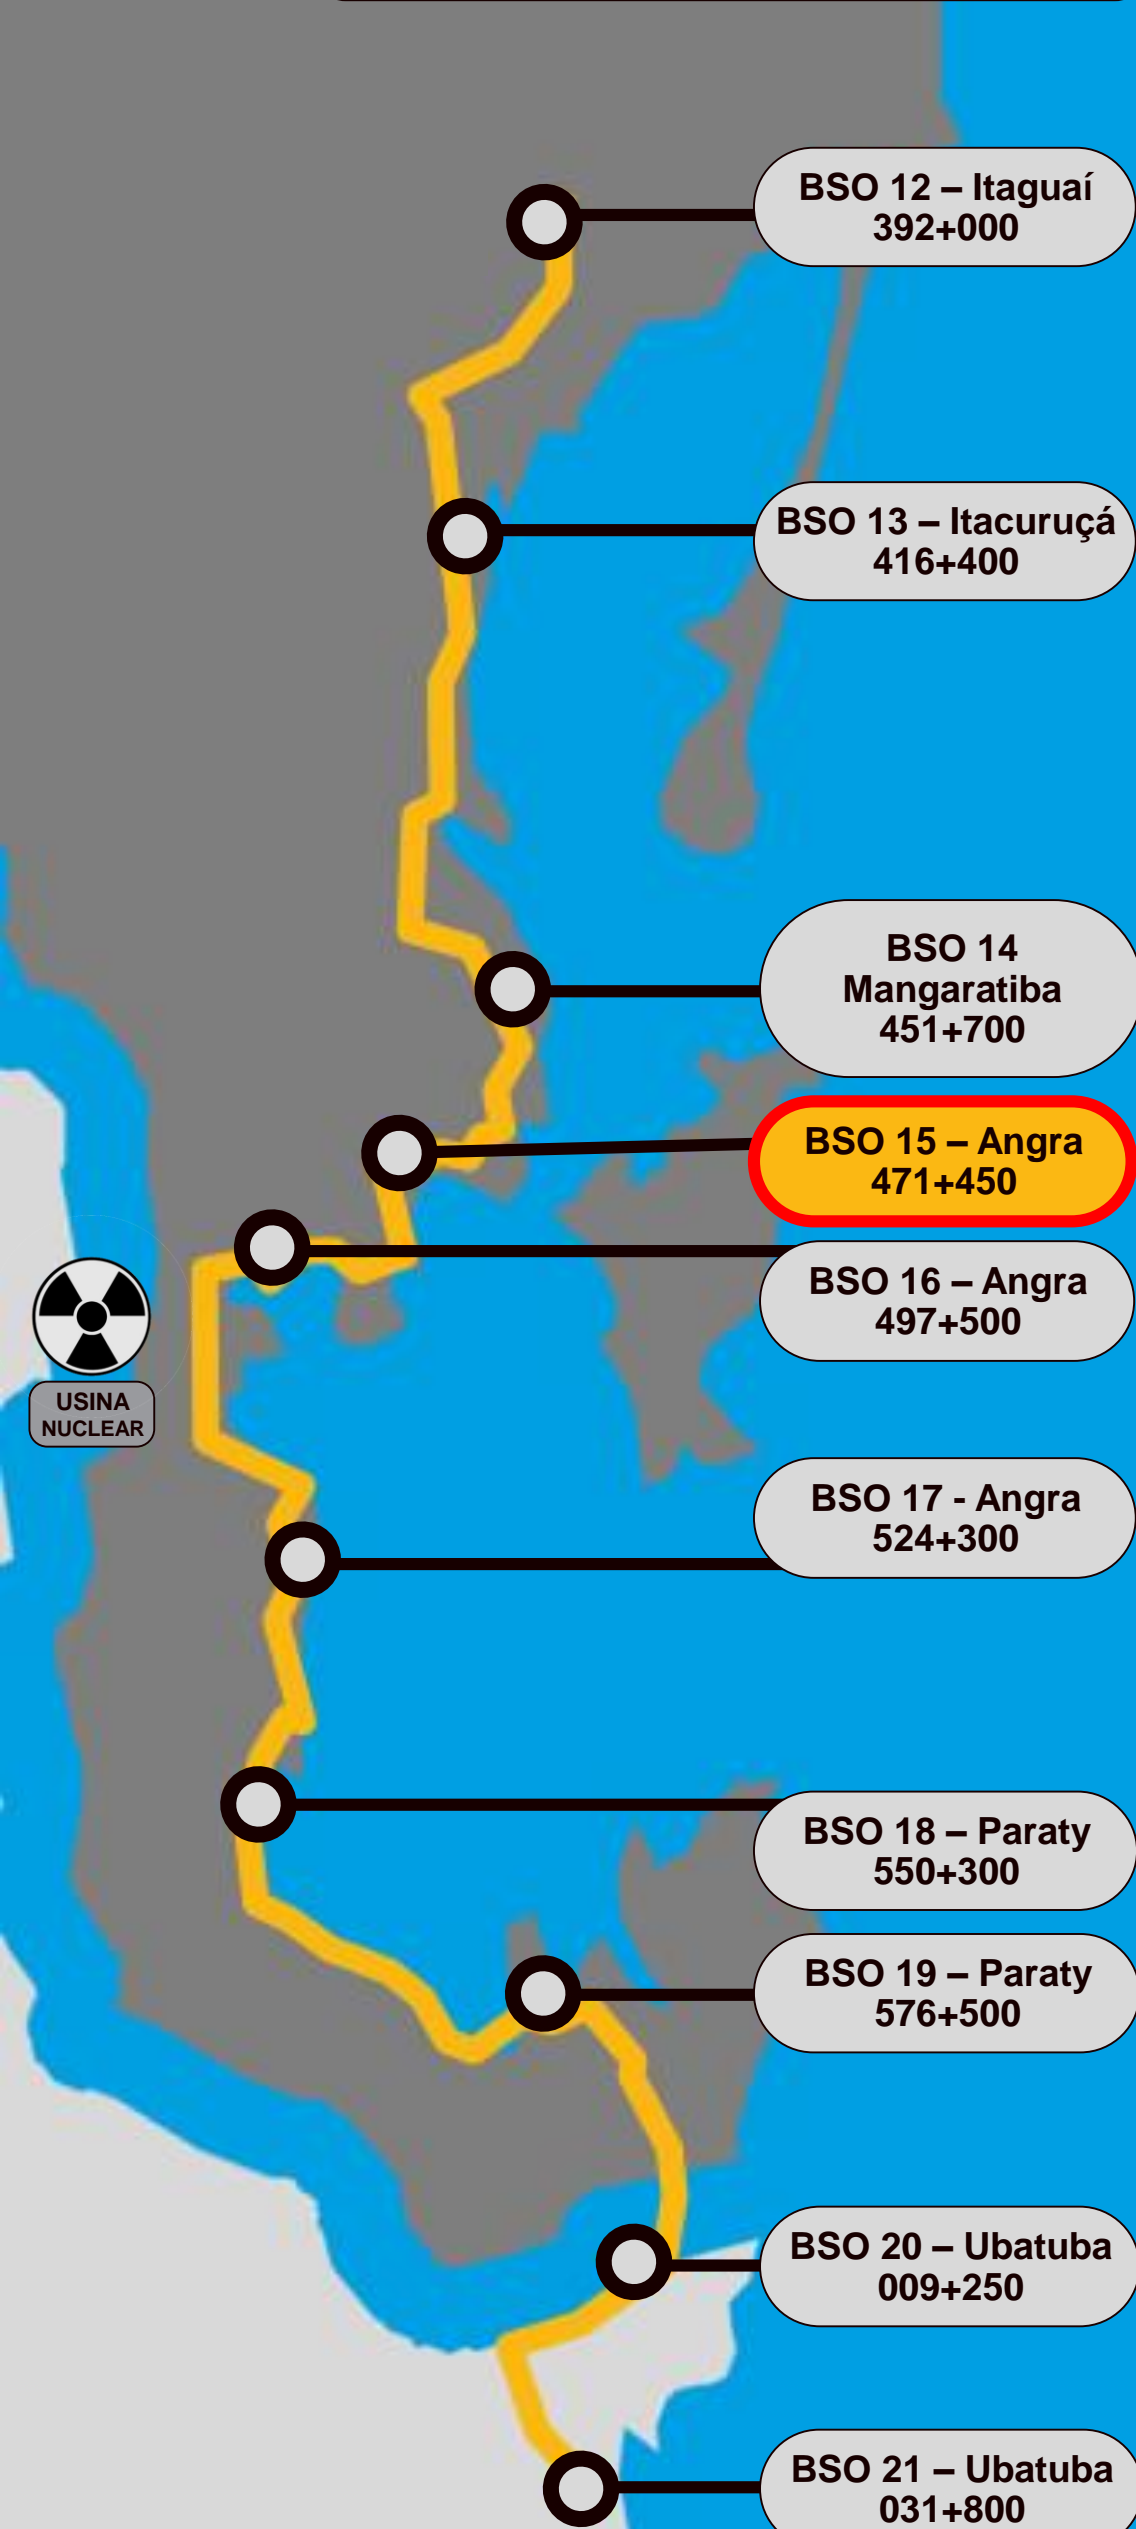 BSO 12 – Itaguaí
392+000
BSO 13 – Itacuruçá
416+400
BSO 14
Mangaratiba
451+700
BSO 15 – Angra
471+450
BSO 16 – Angra
497+500
USINA
NUCLEAR
BSO 17 - Angra
524+300
BSO 18 – Paraty
550+300
BSO 19 – Paraty
576+500
BSO 20 – Ubatuba
009+250
BSO 21 – Ubatuba
031+800